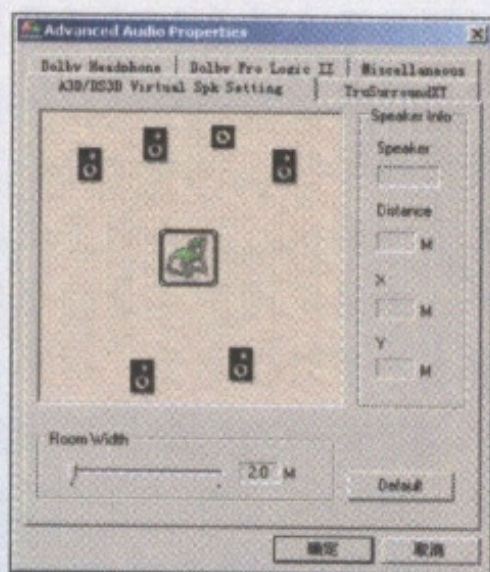 Advanced Audio Properties
Dolby Headphone
Dolby Pro Logic II
Miscellaneous
A3D/DS3D Virtual Spk Setting
TruSurroundXT
Speaker Info
Speaker
Distance
M
X
M
Y
M
Room Width
2.0 M
Default
确定
取消